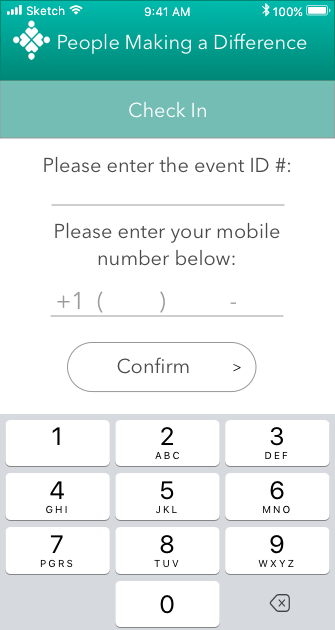 Sketch 9:41 AM 100%
People Making a Difference
Check In
Please enter the event ID #:
Please enter your mobile
number below:
+1 ( ) -
Confirm >
1 2 3
ABC DEF
4 5 6
GHI JKL MNO
7 8 9
PGRS TUV WXYZ
0